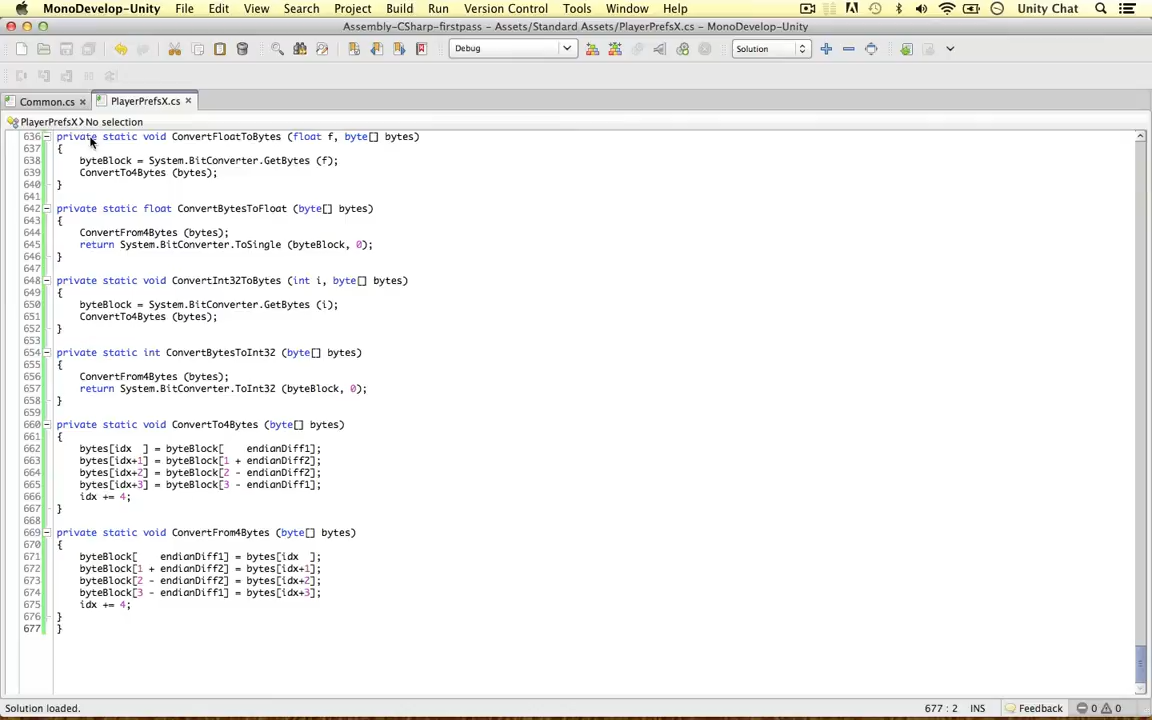 MonoDevelop-Unity File Edit View Search Project Build Run Version Control Tools Window Help Unity Chat
Assembly-CSharp-firstpass - Assets/Standard Assets/PlayerPrefsX.cs - MonoDevelop-Unity
Debug Solution
Common.cs × PlayerPrefsX.cs ×
PlayerPrefsX No selection
636 private static void ConvertFloatToBytes (float f, byte[] bytes)
637 {
638 byteBlock = System.BitConverter.GetBytes (f);
639 ConvertTo4Bytes (bytes);
640 }
641
642 private static float ConvertBytesToFloat (byte[] bytes)
643 {
644 ConvertFrom4Bytes (bytes);
645 return System.BitConverter.ToSingle (byteBlock, 0);
646 }
647
648 private static void ConvertInt32ToBytes (int i, byte[] bytes)
649 {
650 byteBlock = System.BitConverter.GetBytes (i);
651 ConvertTo4Bytes (bytes);
652 }
653
654 private static int ConvertBytesToInt32 (byte[] bytes)
655 {
656 ConvertFrom4Bytes (bytes);
657 return System.BitConverter.ToInt32 (byteBlock, 0);
658 }
659
660 private static void ConvertTo4Bytes (byte[] bytes)
661 {
662 bytes[idx  ] = byteBlock[    endianDiff1];
663 bytes[idx+1] = byteBlock[1 + endianDiff2];
664 bytes[idx+2] = byteBlock[2 - endianDiff2];
665 bytes[idx+3] = byteBlock[3 - endianDiff1];
666 idx += 4;
667 }
668
669 private static void ConvertFrom4Bytes (byte[] bytes)
670 {
671 byteBlock[    endianDiff1] = bytes[idx  ];
672 byteBlock[1 + endianDiff2] = bytes[idx+1];
673 byteBlock[2 - endianDiff2] = bytes[idx+2];
674 byteBlock[3 - endianDiff1] = bytes[idx+3];
675 idx += 4;
676 }
677 }
Solution loaded. 677 : 2 INS Feedback 0 0